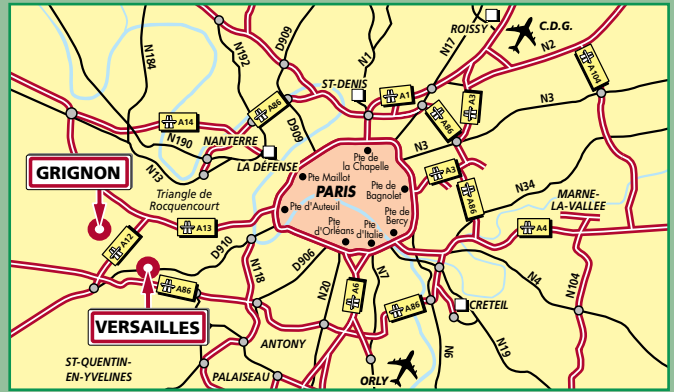 ROISSY
C.D.G.
N184
N192
D909
N1
N17
N2
A104
ST-DENIS
A1
A3
N3
A86
A14
A86
D909
N190
NANTERRE
N13
LA DÉFENSE
N3
Pte de
la Chapelle
GRIGNON
Pte Maillot
PARIS
Pte de
Bagnolet
A3
N34
A86
MARNE-
LA-VALLEE
Triangle de
Rocquencourt
Pte d'Auteuil
Pte
d'Orléans
Pte
d'Italie
Pte de
Bercy
A13
A12
D910
A4
N118
D906
N20
A6
N7
A86
VERSAILLES
A86
CRETEIL
N4
N104
N19
N6
ANTONY
ST-QUENTIN-
EN-YVELINES
PALAISEAU
ORLY